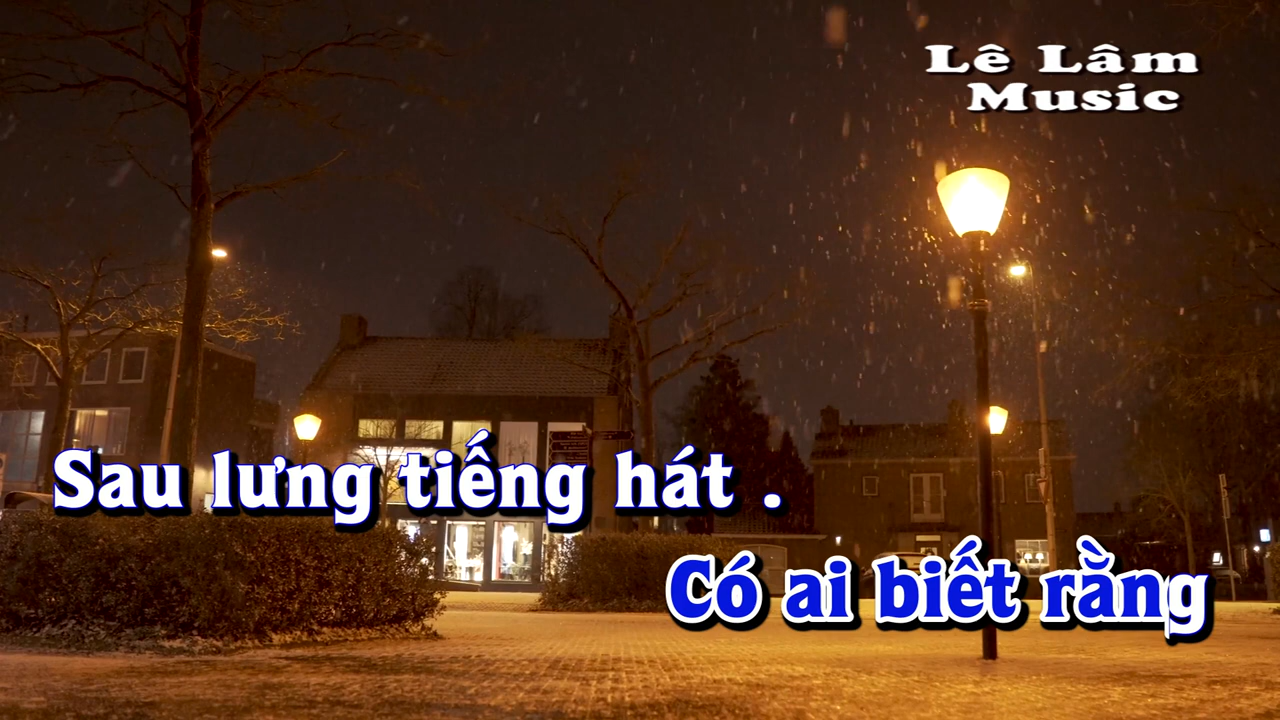 Lê Lâm
Music
Sau lưng tiếng hát .
Có ai biết rằng